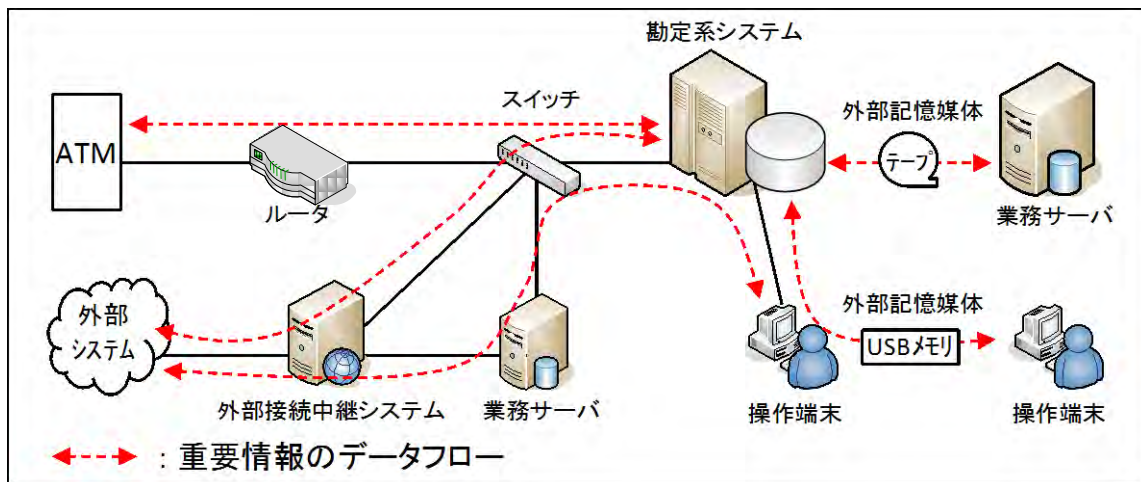 勘定系システム
スイッチ
外部記憶媒体
ATM
テープ
ルータ
業務サーバ
外部
システム
外部記憶媒体
USBメモリ
外部接続中継システム
業務サーバ
操作端末
操作端末
：重要情報のデータフロー